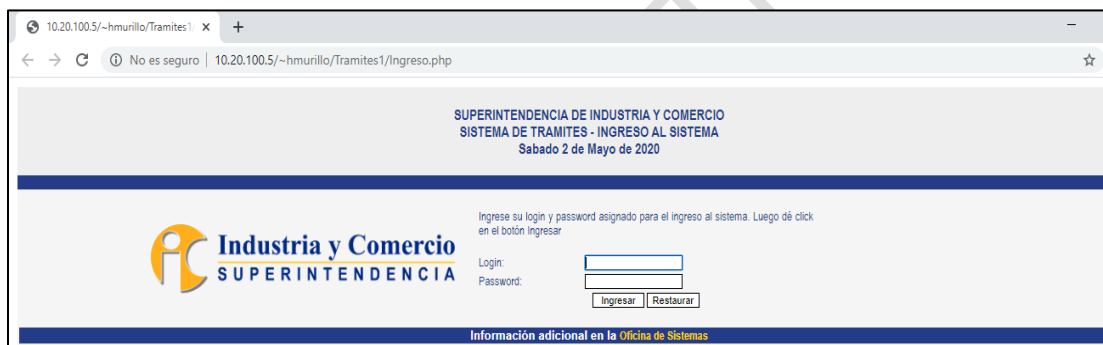 10.20.100.5/~hmurillo/Tramites1/
No es seguro | 10.20.100.5/~hmurillo/Tramites1/Ingreso.php
SUPERINTENDENCIA DE INDUSTRIA Y COMERCIO
SISTEMA DE TRAMITES - INGRESO AL SISTEMA
Sabado 2 de Mayo de 2020
Industria y Comercio
SUPERINTENDENCIA
Ingrese su login y password asignado para el ingreso al sistema. Luego dé click
en el botón Ingresar
Login:
Password:
Ingresar Restaurar
Información adicional en la Oficina de Sistemas